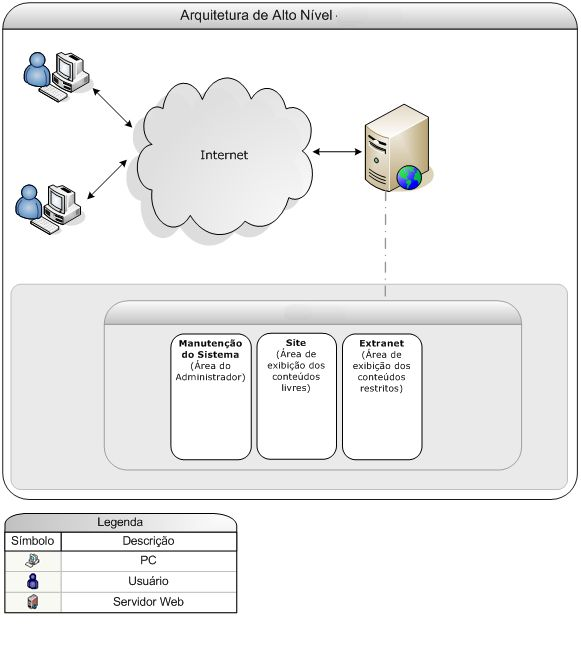 Arquitetura de Alto Nível
Internet
Manutenção
do Sistema
(Área do
Administrador)
Site
(Área de
exibição dos
conteúdos
livres)
Extranet
(Área de
exibição dos
conteúdos
restritos)
Legenda
Símbolo Descrição
PC
Usuário
Servidor Web